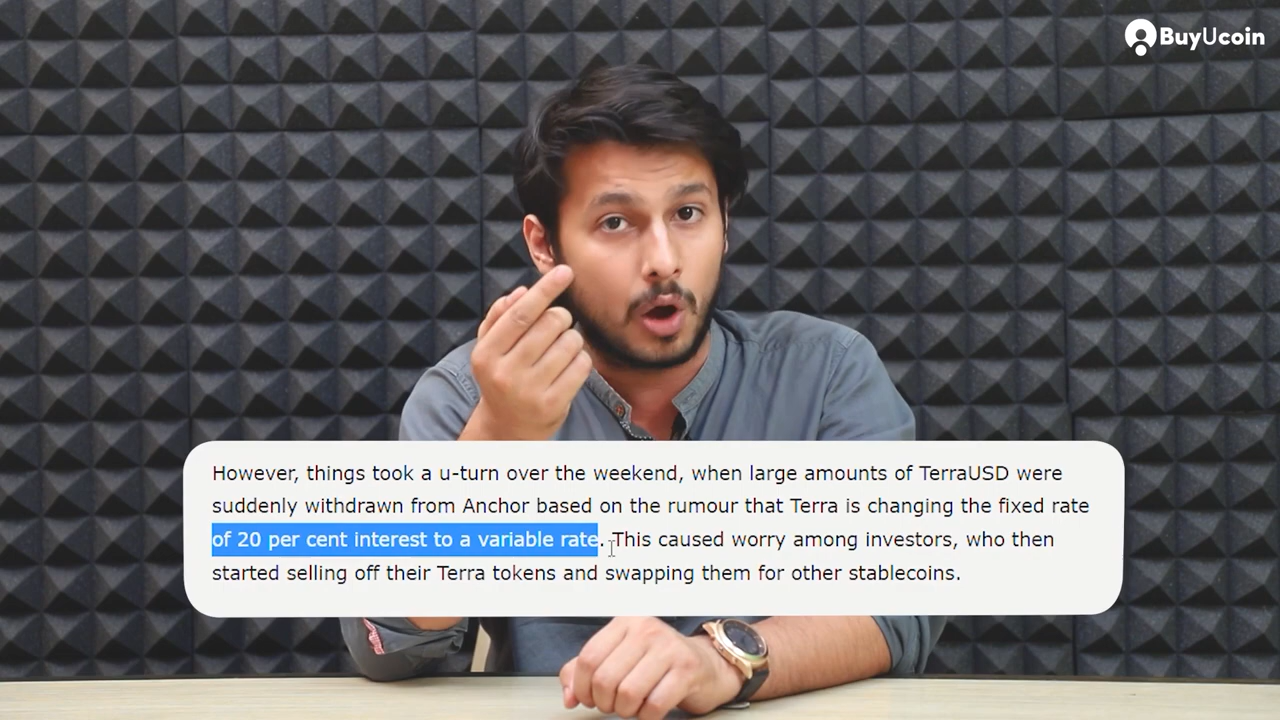 BuyUcoin
However, things took a u-turn over the weekend, when large amounts of TerraUSD were
suddenly withdrawn from Anchor based on the rumour that Terra is changing the fixed rate
of 20 per cent interest to a variable rate. This caused worry among investors, who then
started selling off their Terra tokens and swapping them for other stablecoins.